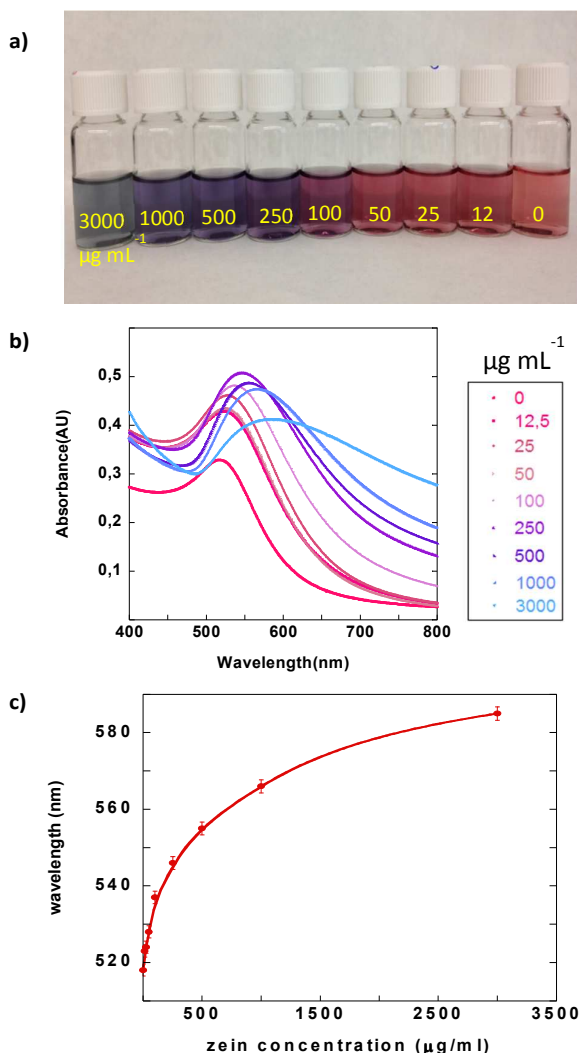 a)
3000 1000 500 250 100 50 25 12 0
µg mL-1
b)
Absorbance(AU)
0,5
0,4
0,3
0,2
0,1
400 500 600 700 800
Wavelength(nm)
µg mL-1
0
12,5
25
50
100
250
500
1000
3000
c)
wavelength (nm)
580
560
540
520
500 1500 2500 3500
zein concentration (µg/ml)